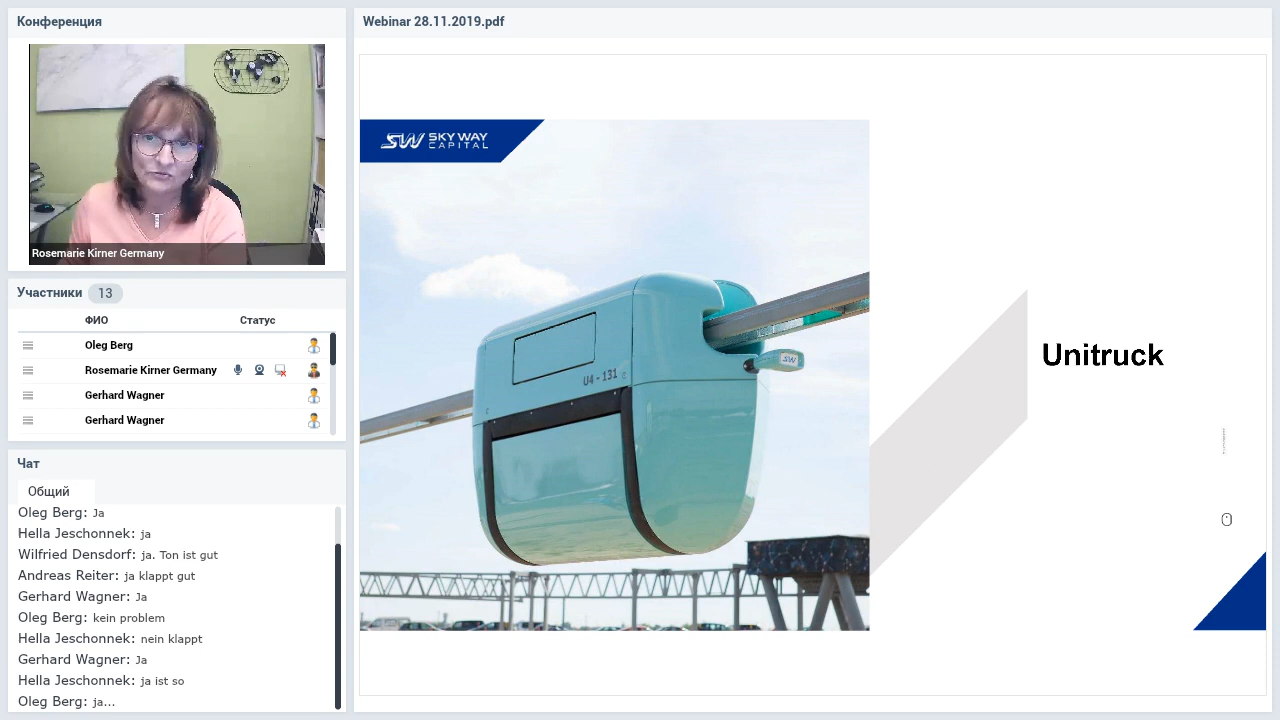 Конференция
Rosemarie Kirner Germany
Участники 13
ФИО Статус
Oleg Berg
Rosemarie Kirner Germany
Gerhard Wagner
Gerhard Wagner
Чат
Общий
Oleg Berg: Ja
Hella Jeschonnek: ja
Wilfried Densdorf: ja. Ton ist gut
Andreas Reiter: ja klappt gut
Gerhard Wagner: Ja
Oleg Berg: kein problem
Hella Jeschonnek: nein klappt
Gerhard Wagner: Ja
Hella Jeschonnek: ja ist so
Oleg Berg: ja...
Webinar 28.11.2019.pdf
SW SKYWAY
CAPITAL
U4 - 131
SW
Unitruck